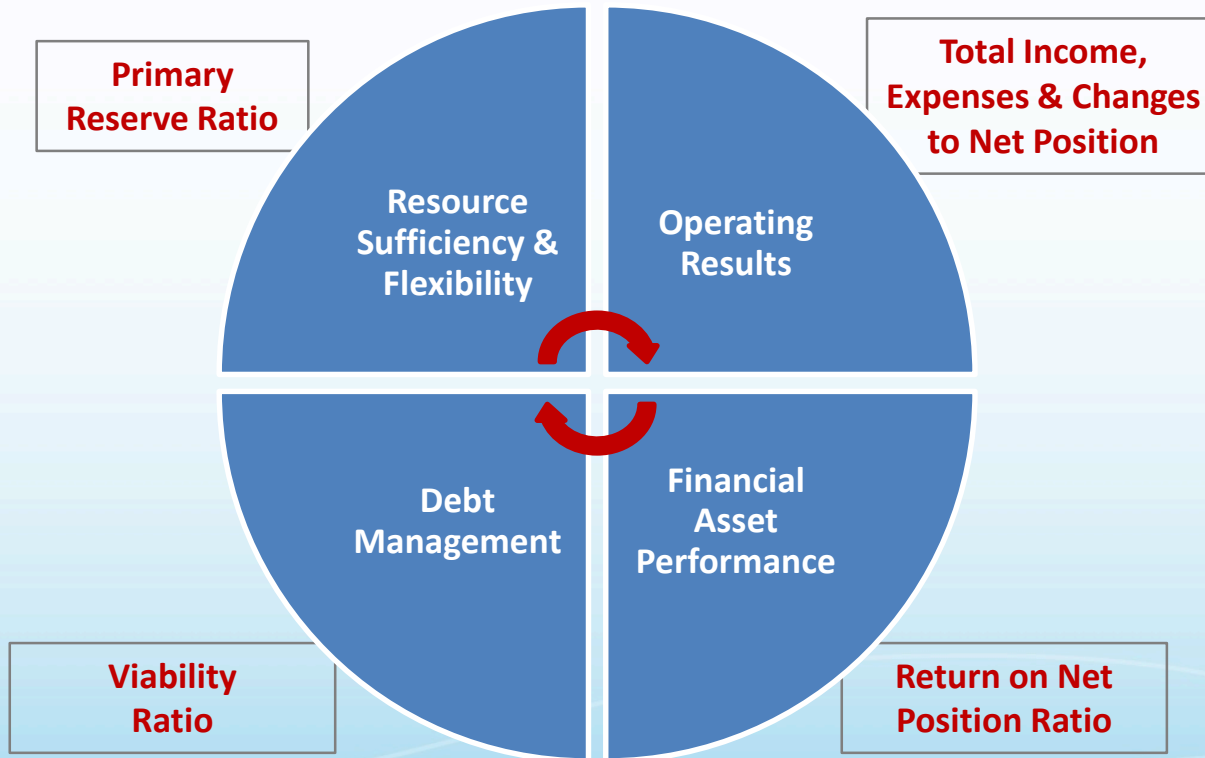 Primary
Reserve Ratio
Total Income,
Expenses & Changes
to Net Position
Resource
Sufficiency &
Flexibility
Operating
Results
Debt
Management
Financial
Asset
Performance
Viability
Ratio
Return on Net
Position Ratio